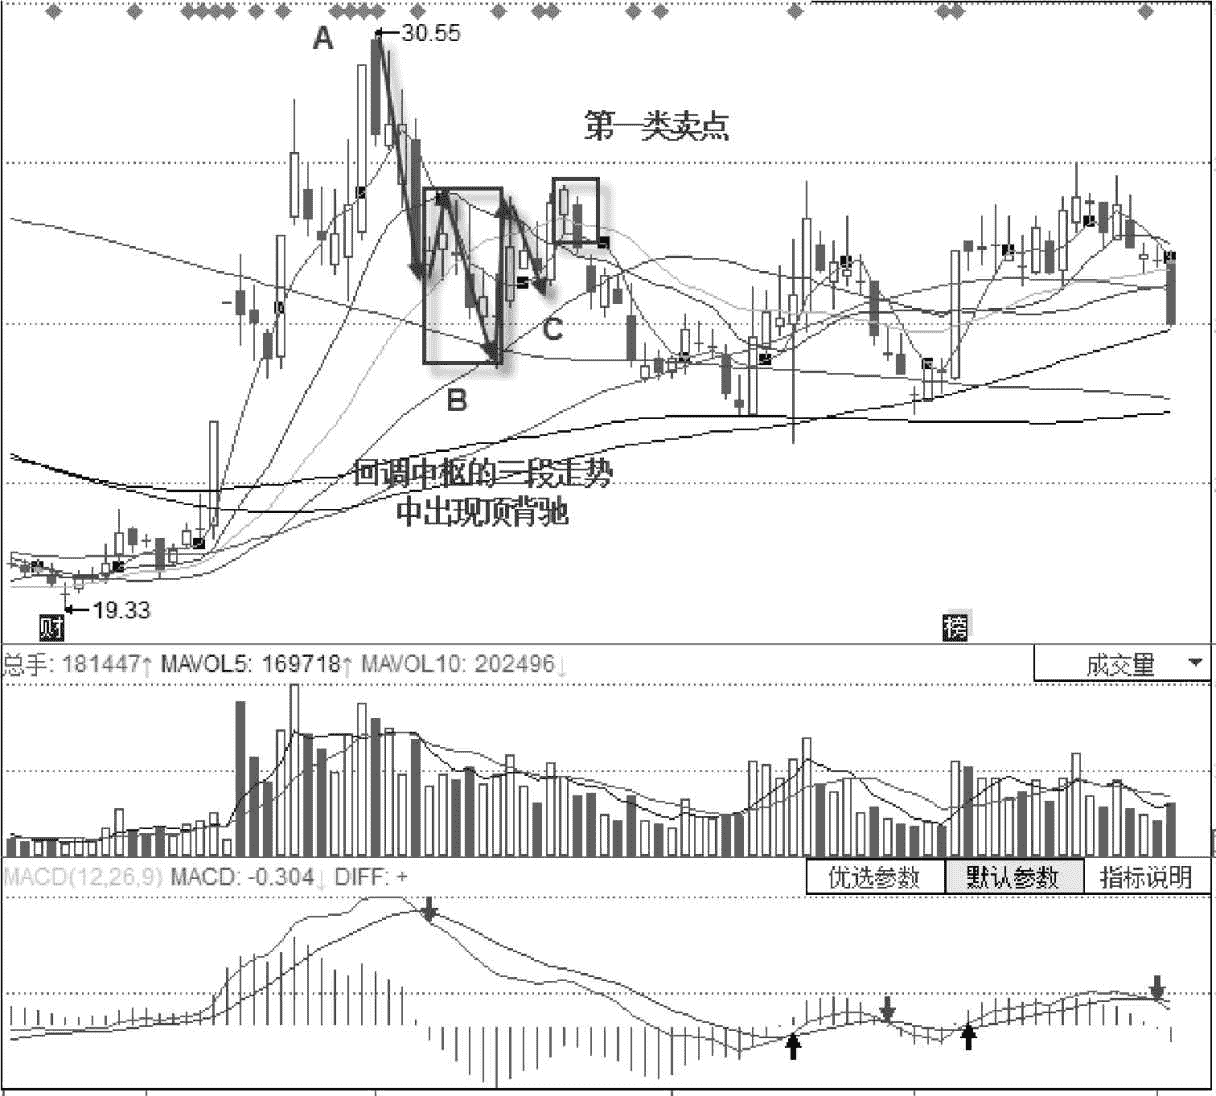 A
30.55
第一类卖点
C
B
回调中枢的三段走势
中出现顶背驰
19.33
财
榜
总手: 181447↑ MAVOL5: 169718↑ MAVOL10: 202496↓
成交量
MACD(12,26,9) MACD: -0.304↓ DIFF: +
优选参数
默认参数
指标说明